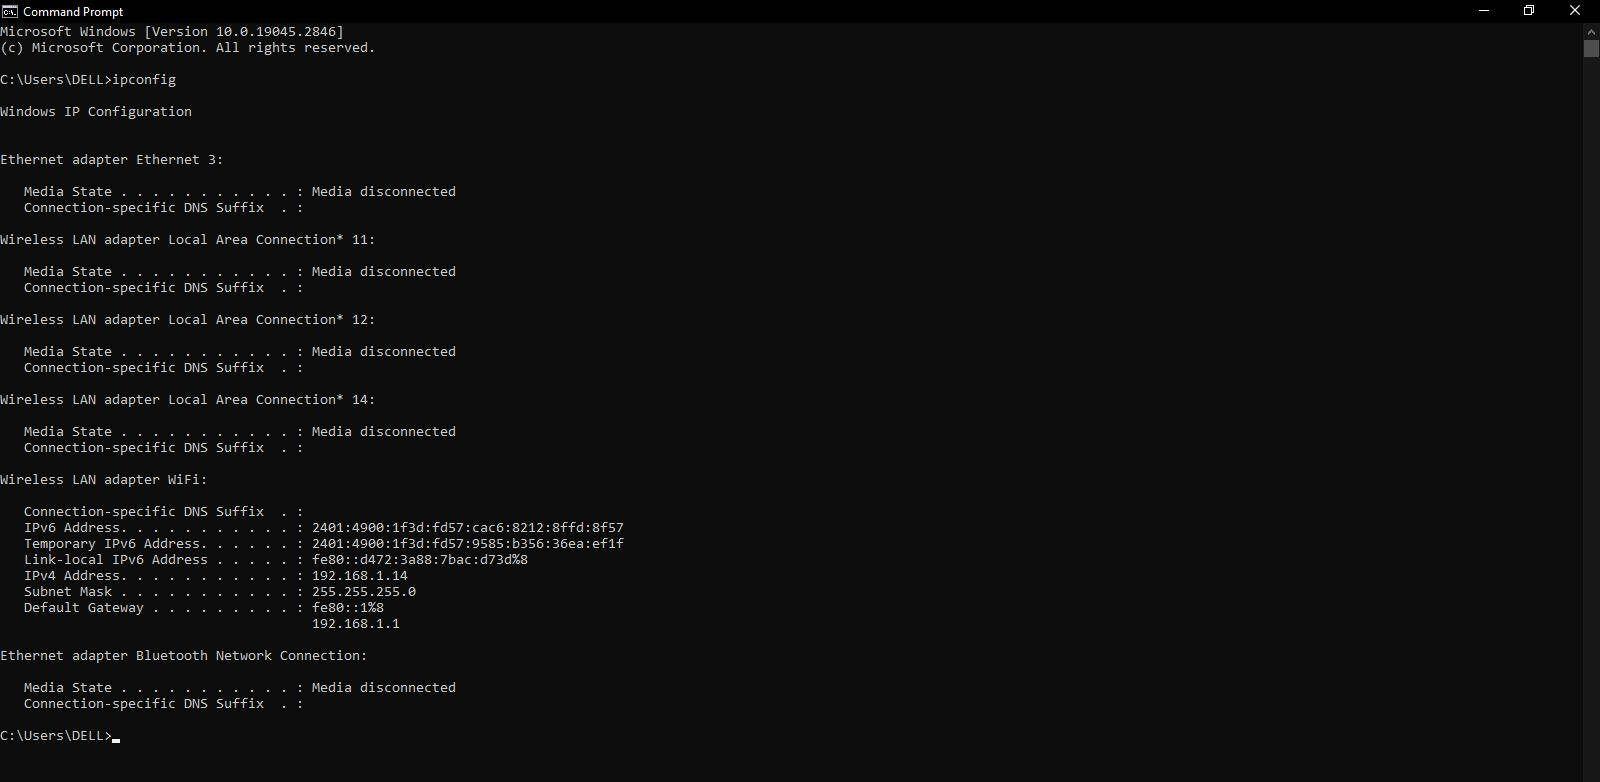 Command Prompt
Microsoft Windows [Version 10.0.19045.2846]
(c) Microsoft Corporation. All rights reserved.
C:\Users\DELL>ipconfig
Windows IP Configuration
Ethernet adapter Ethernet 3:
   Media State . . . . . . . . . . . : Media disconnected
   Connection-specific DNS Suffix  . :
Wireless LAN adapter Local Area Connection* 11:
   Media State . . . . . . . . . . . : Media disconnected
   Connection-specific DNS Suffix  . :
Wireless LAN adapter Local Area Connection* 12:
   Media State . . . . . . . . . . . : Media disconnected
   Connection-specific DNS Suffix  . :
Wireless LAN adapter Local Area Connection* 14:
   Media State . . . . . . . . . . . : Media disconnected
   Connection-specific DNS Suffix  . :
Wireless LAN adapter WiFi:
   Connection-specific DNS Suffix  . :
   IPv6 Address. . . . . . . . . . . : 2401:4900:1f3d:fd57:cac6:8212:8ffd:8f57
   Temporary IPv6 Address. . . . . . : 2401:4900:1f3d:fd57:9585:b356:36ea:ef1f
   Link-local IPv6 Address . . . . . : fe80::d472:3a88:7bac:d73d%8
   IPv4 Address. . . . . . . . . . . : 192.168.1.14
   Subnet Mask . . . . . . . . . . . : 255.255.255.0
   Default Gateway . . . . . . . . . : fe80::1%8
                                       192.168.1.1
Ethernet adapter Bluetooth Network Connection:
   Media State . . . . . . . . . . . : Media disconnected
   Connection-specific DNS Suffix  . :
C:\Users\DELL>